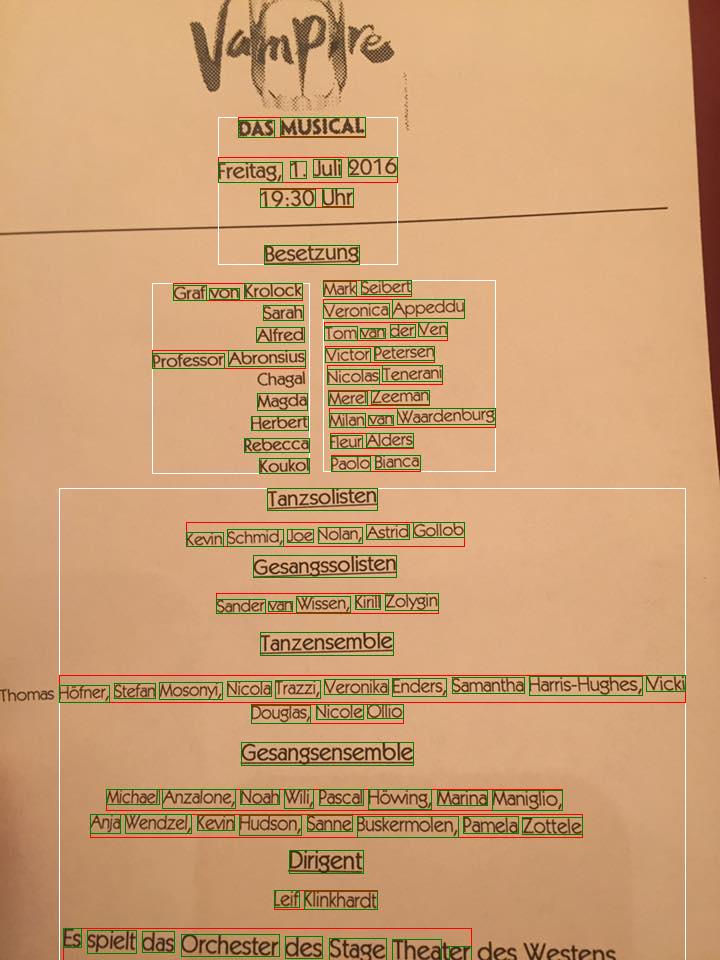 Vampire
DAS MUSICAL
Freitag, 1. Juli 2016
19:30 Uhr
Besetzung
Graf von Krolock Mark Seibert
Sarah Veronica Appeddu
Alfred Tom van der Ven
Professor Abronsius Victor Petersen
Chagal Nicolas Tenerani
Magda Merel Zeeman
Herbert Milan van Waardenburg
Rebecca Fleur Alders
Koukol Paolo Bianca
Tanzsolisten
Kevin Schmid, Joe Nolan, Astrid Gollob
Gesangssolisten
Sander van Wissen, Kirill Zolygin
Tanzensemble
Thomas Höfner, Stefan Mosonyi, Nicola Trazzi, Veronika Enders, Samantha Harris-Hughes, Vicki
Douglas, Nicole Ollio
Gesangsensemble
Michael Anzalone, Noah Wili, Pascal Höwing, Marina Maniglio,
Anja Wendzel, Kevin Hudson, Sanne Buskermolen, Pamela Zottele
Dirigent
Leif Klinkhardt
Es spielt das Orchester des Stage Theater des Westens